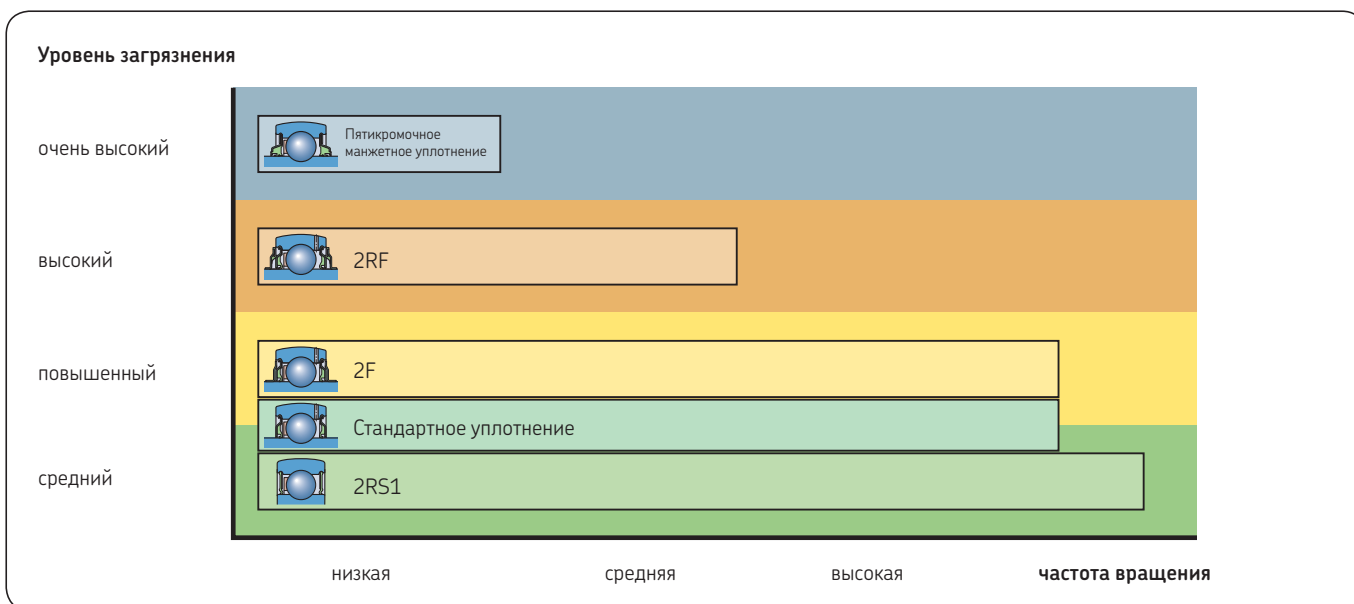 Уровень загрязнения
очень высокий
Пятикромочное
манжетное уплотнение
высокий
2RF
повышенный
2F
Стандартное уплотнение
средний
2RS1
низкая
средняя
высокая
частота вращения